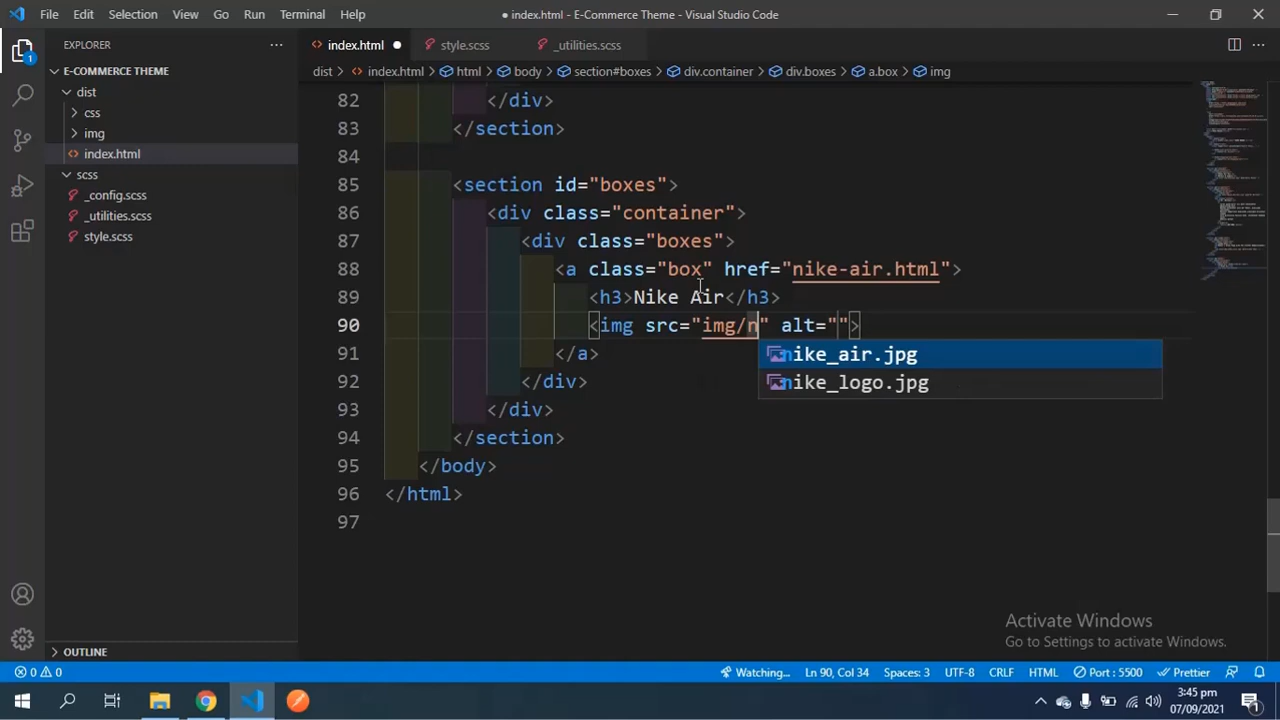 File Edit Selection View Go Run Terminal Help
● index.html - E-Commerce Theme - Visual Studio Code
EXPLORER
index.html
style.scss
_utilities.scss
E-COMMERCE THEME
dist > index.html > html > body > section#boxes > div.container > div.boxes > a.box > img
dist
css
img
index.html
scss
_config.scss
_utilities.scss
style.scss
82 </div>
83 </section>
84
85 <section id="boxes">
86 <div class="container">
87 <div class="boxes">
88 <a class="box" href="nike-air.html">
89 <h3>Nike Air</h3>
90 <img src="img/n" alt="">
nike_air.jpg
nike_logo.jpg
91 </a>
92 </div>
93 </div>
94 </section>
95 </body>
96 </html>
97
1
OUTLINE
Activate Windows
Go to Settings to activate Windows.
0 0
Watching... Ln 90, Col 34 Spaces: 3 UTF-8 CRLF HTML Port : 5500 Prettier
3:45 pm
07/09/2021
1